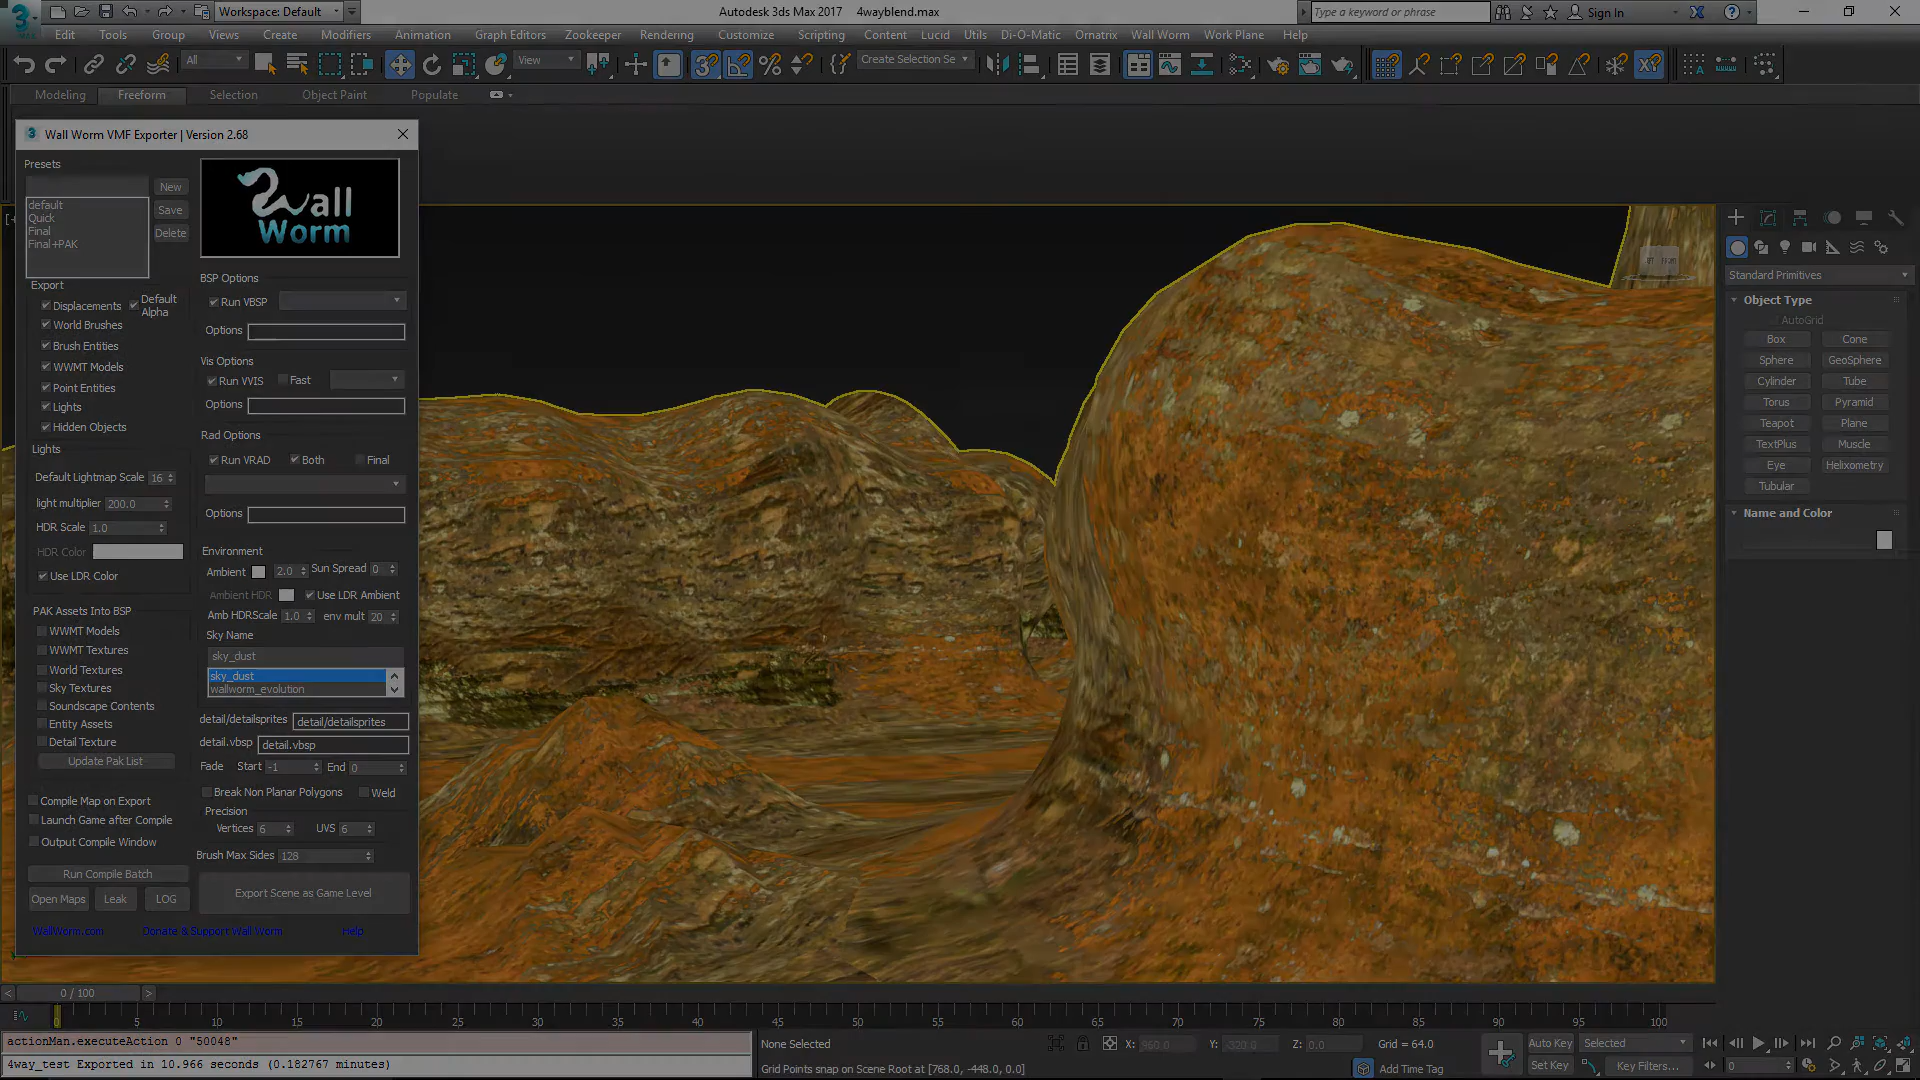 Workspace: Default
Autodesk 3ds Max 2017 4wayblend.max
Type a keyword or phrase
Sign In
Edit Tools Group Views Create Modifiers Animation Graph Editors Zookeeper Rendering Customize Scripting Content Lucid Utils Di-O-Matic Ornatrix Wall Worm Work Plane Help
All View Create Selection Se
Modeling Freeform Selection Object Paint Populate
Wall Worm VMF Exporter | Version 2.68
Presets
New
default
Quick
Final
Final+PAK
Save
Delete
Wall
Worm
Export
Displacements
Default Alpha
World Brushes
Brush Entities
WWMT Models
Point Entities
Lights
Hidden Objects
Lights
Default Lightmap Scale 16
light multiplier 200.0
HDR Scale 1.0
HDR Color
Use LDR Color
PAK Assets Into BSP
WWMT Models
WWMT Textures
World Textures
Sky Textures
Soundscape Contents
Entity Assets
Detail Texture
Update Pak List
Compile Map on Export
Launch Game after Compile
Output Compile Window
Run Compile Batch
Open Maps Leak LOG
WallWorm.com Donate & Support Wall Worm Help
BSP Options
Run VBSP
Options
Vis Options
Run VVIS Fast
Options
Rad Options
Run VRAD Both Final
Options
Environment
Ambient 2.0 Sun Spread 0
Ambient HDR Use LDR Ambient
Amb HDRScale 1.0 env mult 20
Sky Name
sky_dust
sky_dust
wallworm_evolution
detail/detailsprites detail/detailsprites
detail.vbsp detail.vbsp
Fade Start -1 End 0
Break Non Planar Polygons Weld
Precision
Vertices 6 UVS 6
Brush Max Sides 128
Export Scene as Game Level
Standard Primitives
Object Type
AutoGrid
Box Cone
Sphere GeoSphere
Cylinder Tube
Torus Pyramid
Teapot Plane
TextPlus Muscle
Eye Helixometry
Tubular
Name and Color
0 / 100
5 10 15 20 25 30 35 40 45 50 55 60 65 70 75 80 85 90 95 100
actionMan.executeAction 0 "50048"
4way_test Exported in 10.966 seconds (0.182767 minutes)
None Selected
X: 960.0 Y: -320.0 Z: 0.0 Grid = 64.0
Grid Points snap on Scene Root at [768.0, -448.0, 0.0]
Add Time Tag
Auto Key Selected
Set Key Key Filters...
0